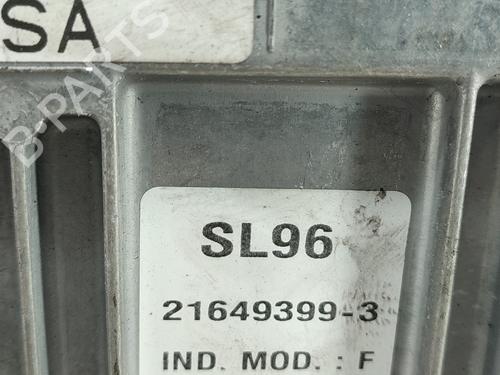 SA
B-PARTS
SL96
21649399-3
IND. MOD. : F